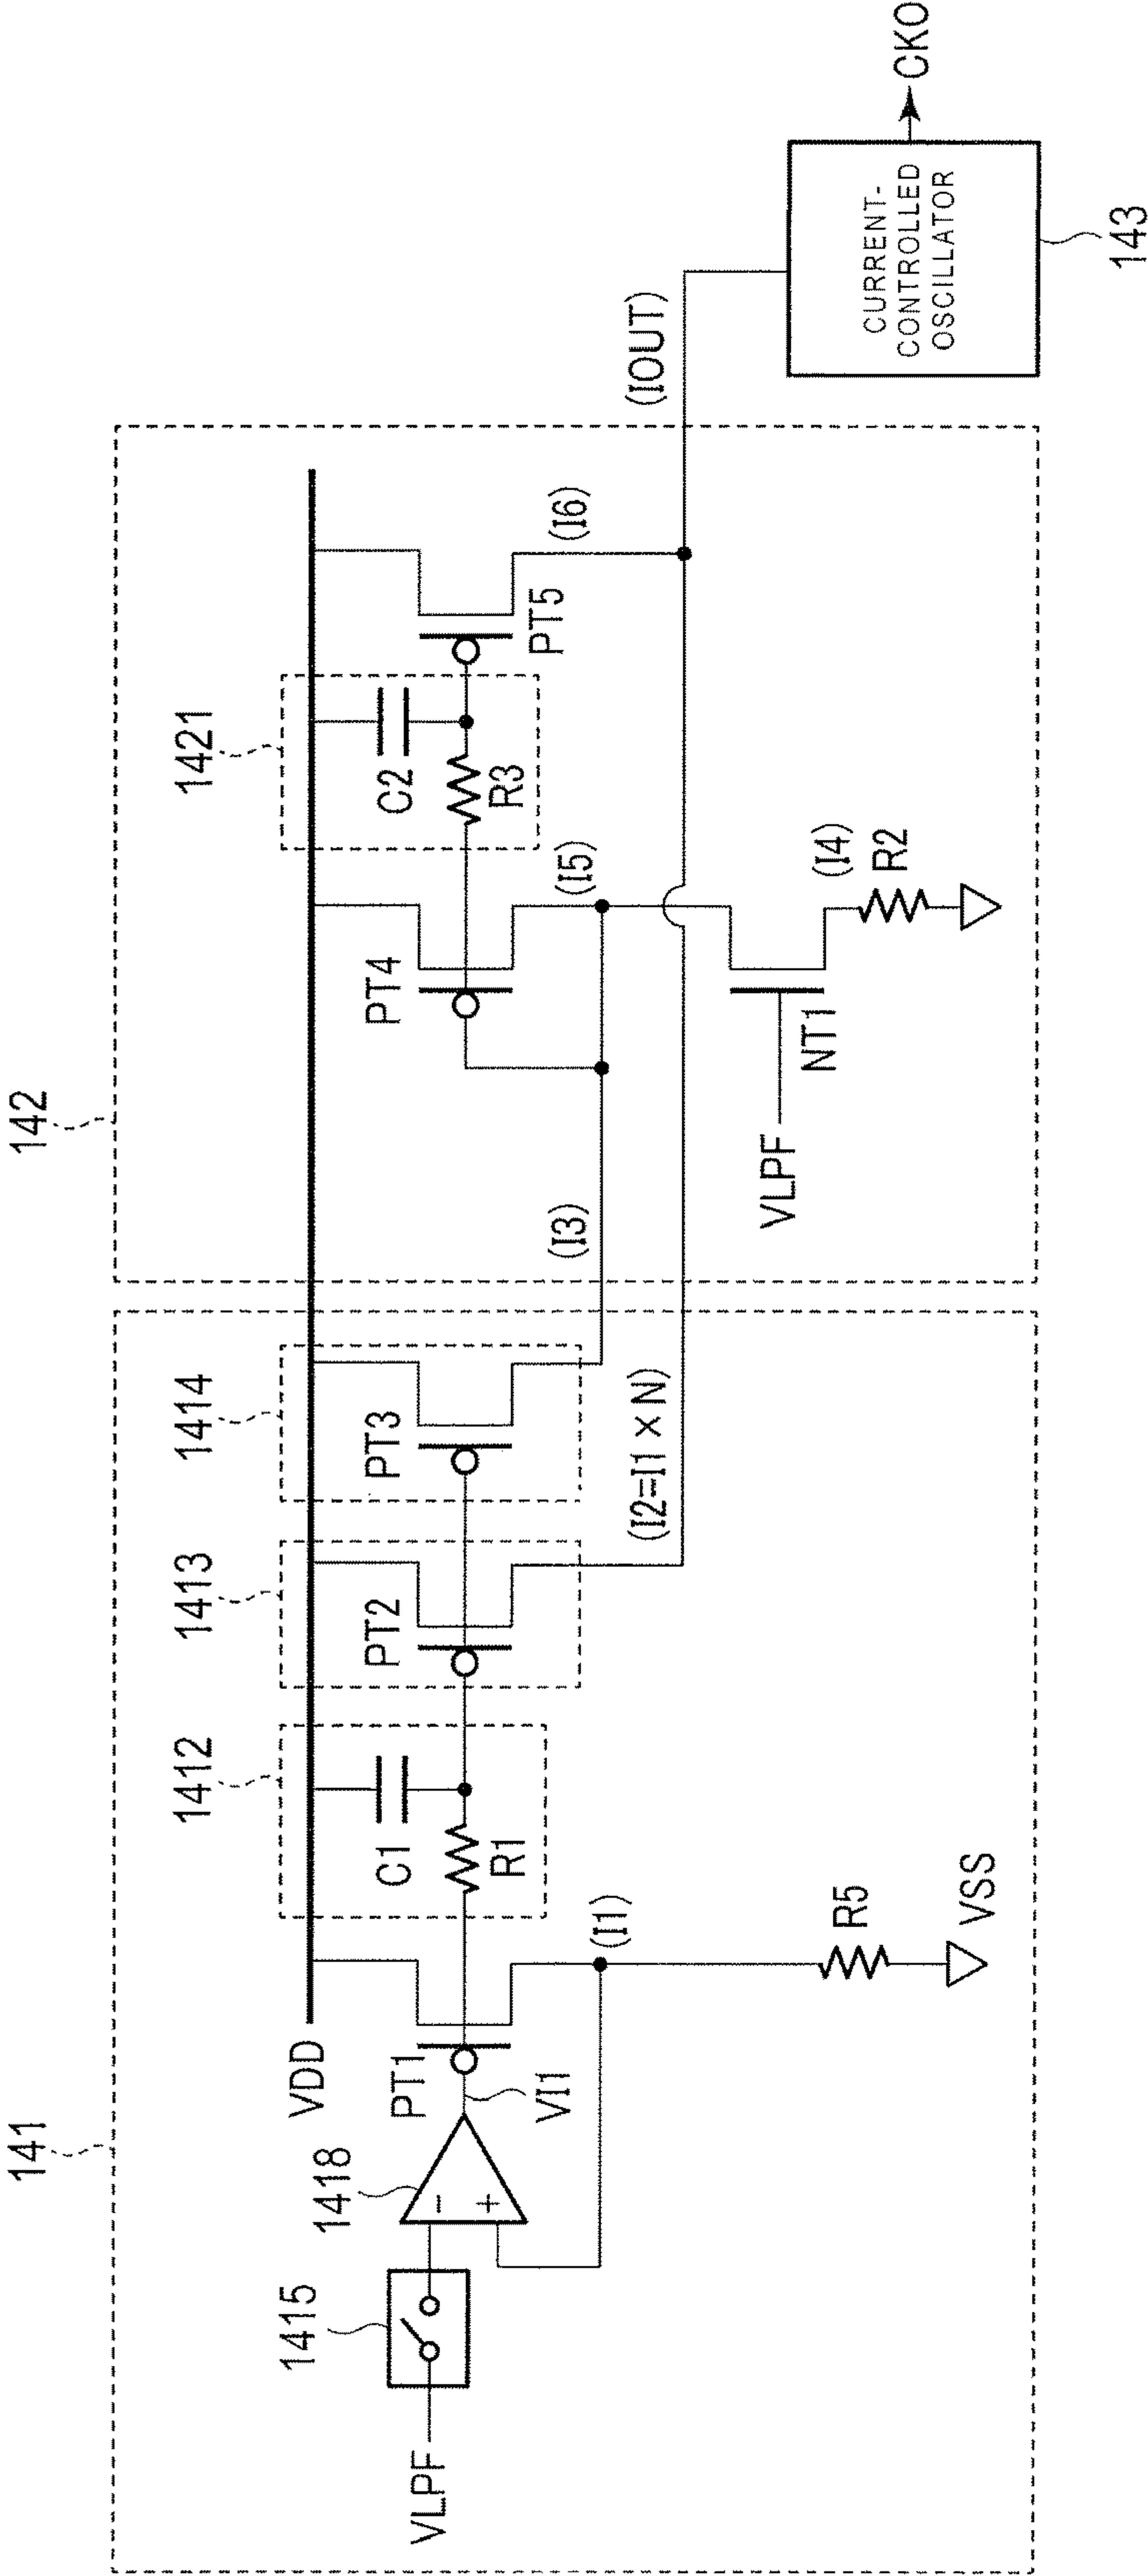 141
142
1415
1418
1412
1413
1414
1421
VDD
VLPF
-
+
PT1
VI1
C1
R1
(I1)
R5
VSS
PT2
PT3
(I2=I1 × N)
(I3)
PT4
(I5)
C2
R3
PT5
(I6)
VLPF
NT1
(I4)
R2
(IOUT)
CURRENT-
CONTROLLED
OSCILLATOR
143
CKO